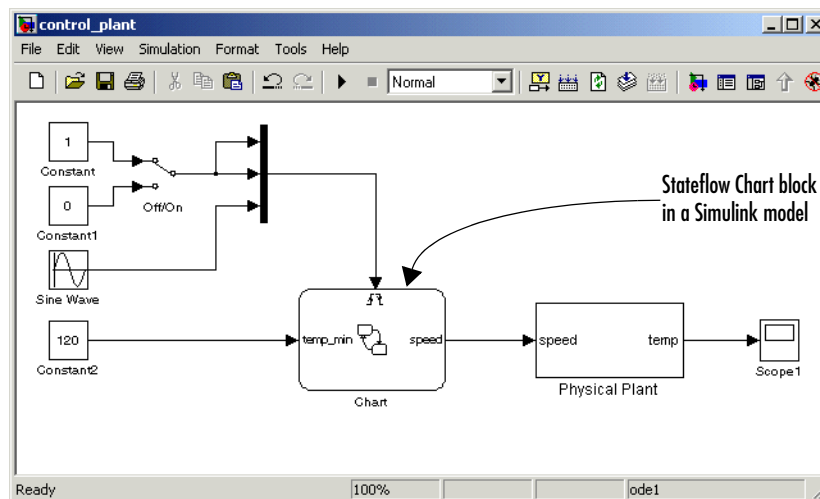 control_plant
File Edit View Simulation Format Tools Help
Normal
1
Constant
0
Constant1
Off/On
Sine Wave
120
Constant2
Stateflow Chart block
in a Simulink model
temp_min
speed
Chart
speed
temp
Physical Plant
Scope1
Ready
100%
ode1